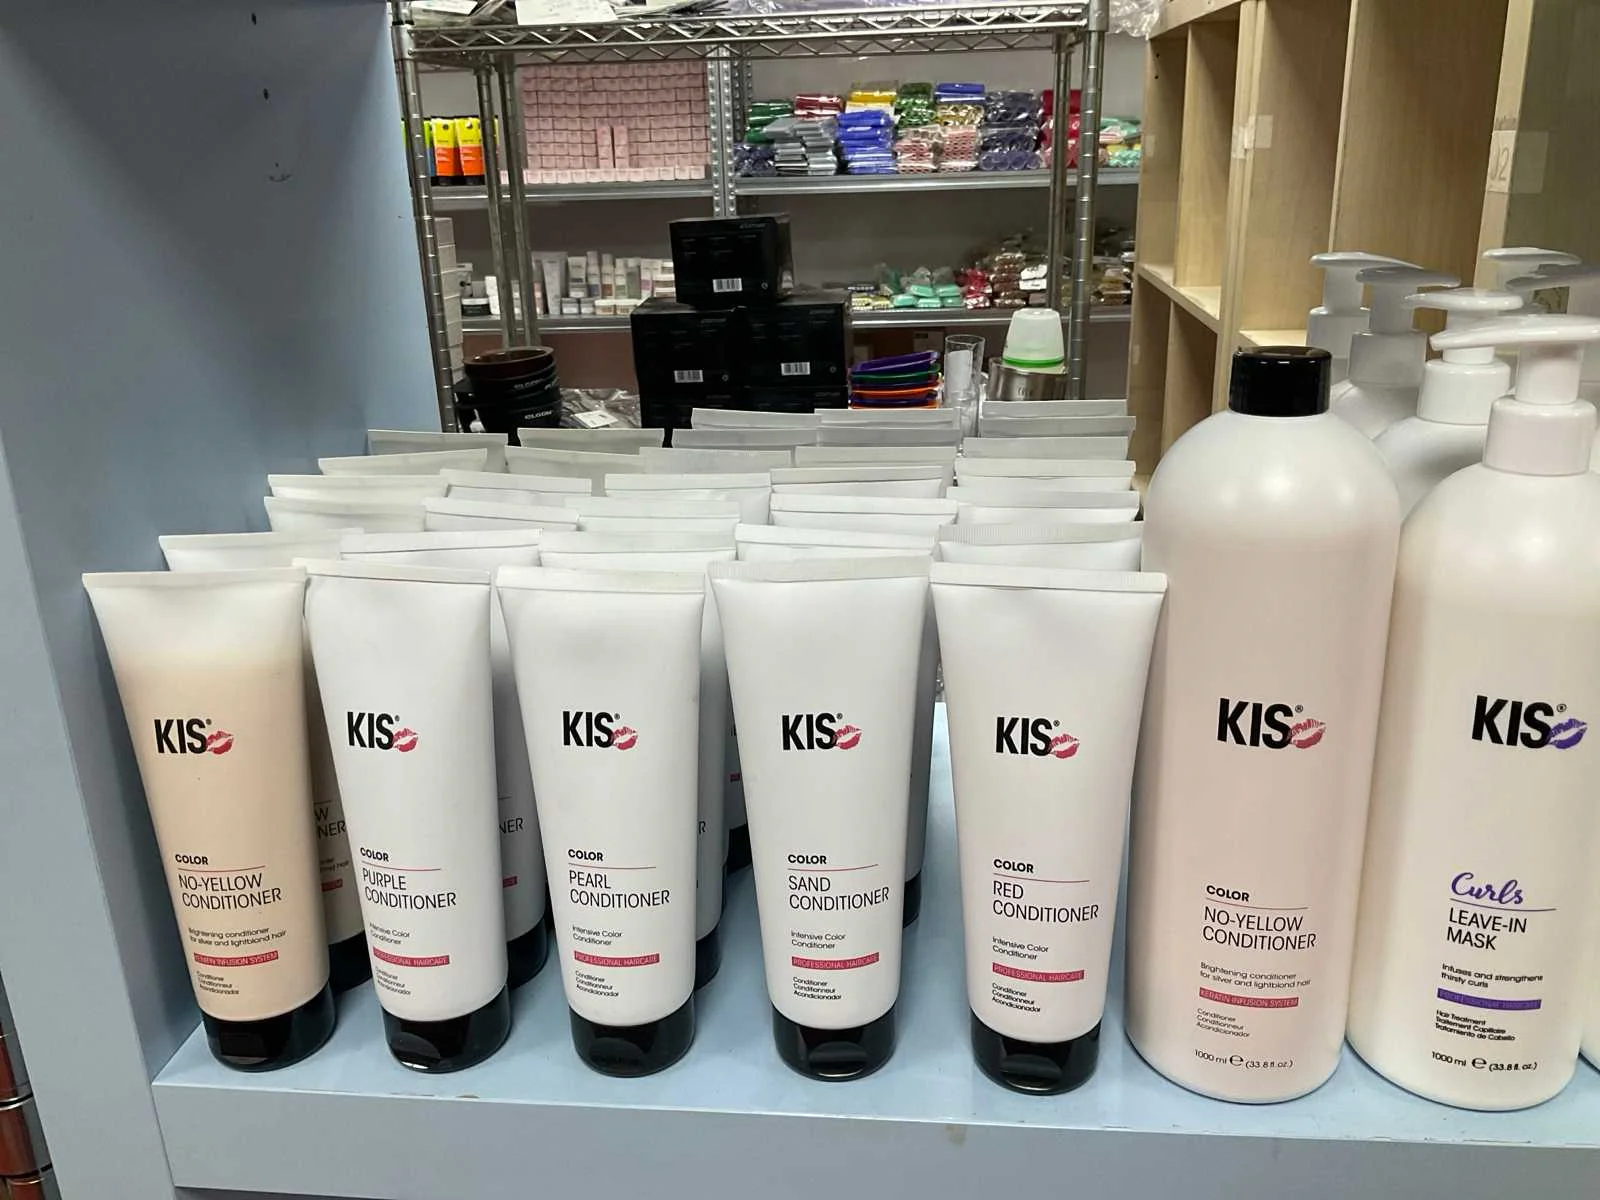 KIS®
COLOR
NO-YELLOW
CONDITIONER
Brightening conditioner
for silver and lightblond hair
Conditioner
Conditionneur
Acondicionador
KIS®
COLOR
PURPLE
CONDITIONER
Intensive Color
Conditioner
PROFESSIONAL HAIRCARE
Conditioner
Conditionneur
Acondicionador
KIS®
COLOR
PEARL
CONDITIONER
Intensive Color
Conditioner
PROFESSIONAL HAIRCARE
Conditioner
Conditionneur
Acondicionador
KIS®
COLOR
SAND
CONDITIONER
Intensive Color
Conditioner
PROFESSIONAL HAIRCARE
Conditioner
Conditionneur
Acondicionador
KIS®
COLOR
RED
CONDITIONER
Intensive Color
Conditioner
PROFESSIONAL HAIRCARE
Conditioner
Conditionneur
Acondicionador
KIS®
COLOR
NO-YELLOW
CONDITIONER
Brightening conditioner
for silver and lightblond hair
KERATIN INFUSION SYSTEM
Conditioner
Conditionneur
Acondicionador
1000 ml ℮ (33.8 fl. oz.)
KIS®
Curls
LEAVE-IN
MASK
Infuses and strengthens
thirsty curls
PROFESSIONAL HAIRCARE
Hair Treatment
Traitement Capillaire
Tratamiento de Cabello
1000 ml ℮ (33.8 fl. oz.)